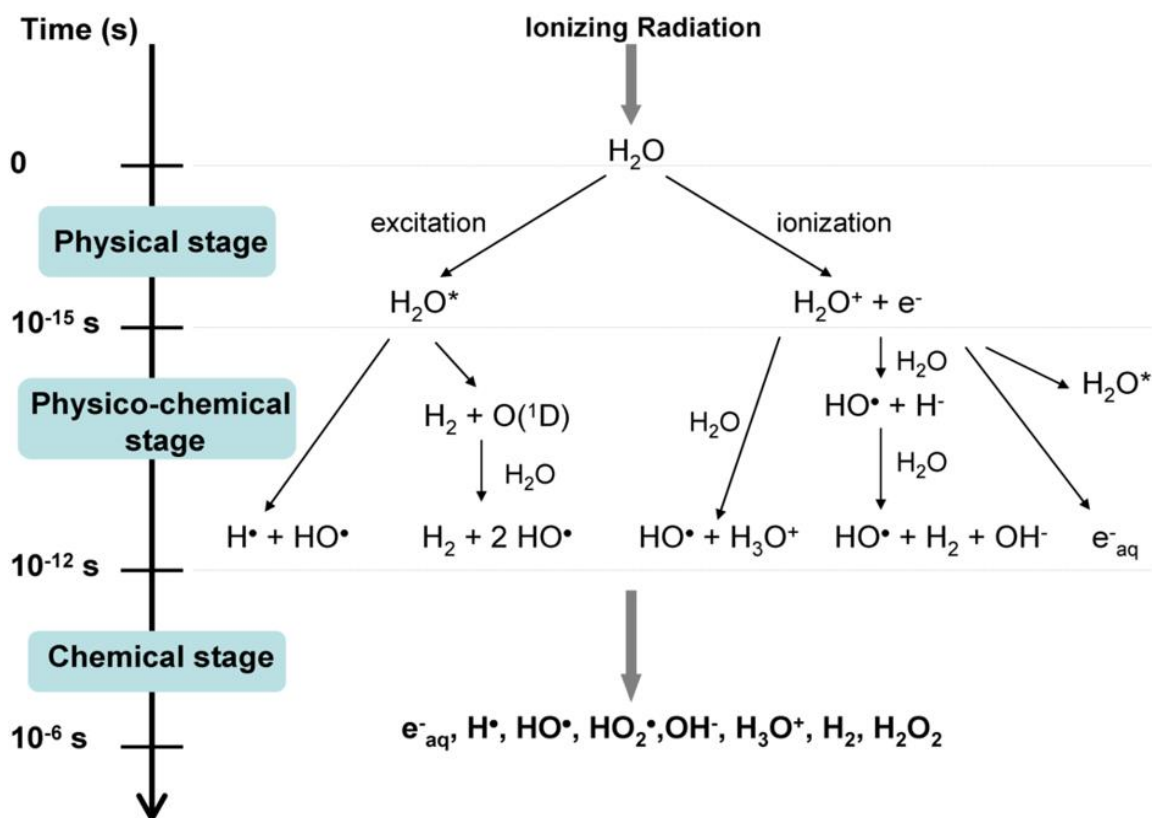 Time (s)
Ionizing Radiation
0
H₂O
excitation
ionization
Physical stage
H₂O*
H₂O⁺ + e⁻
10⁻¹⁵ s
H₂O
H₂O*
Physico-chemical
stage
H₂ + O(¹D)
H₂O
HO• + H⁻
H₂O
H₂O
H• + HO•
H₂ + 2 HO•
HO• + H₃O⁺
HO• + H₂ + OH⁻
e⁻aq
10⁻¹² s
Chemical stage
10⁻⁶ s
e⁻aq, H•, HO•, HO₂•,OH⁻, H₃O⁺, H₂, H₂O₂